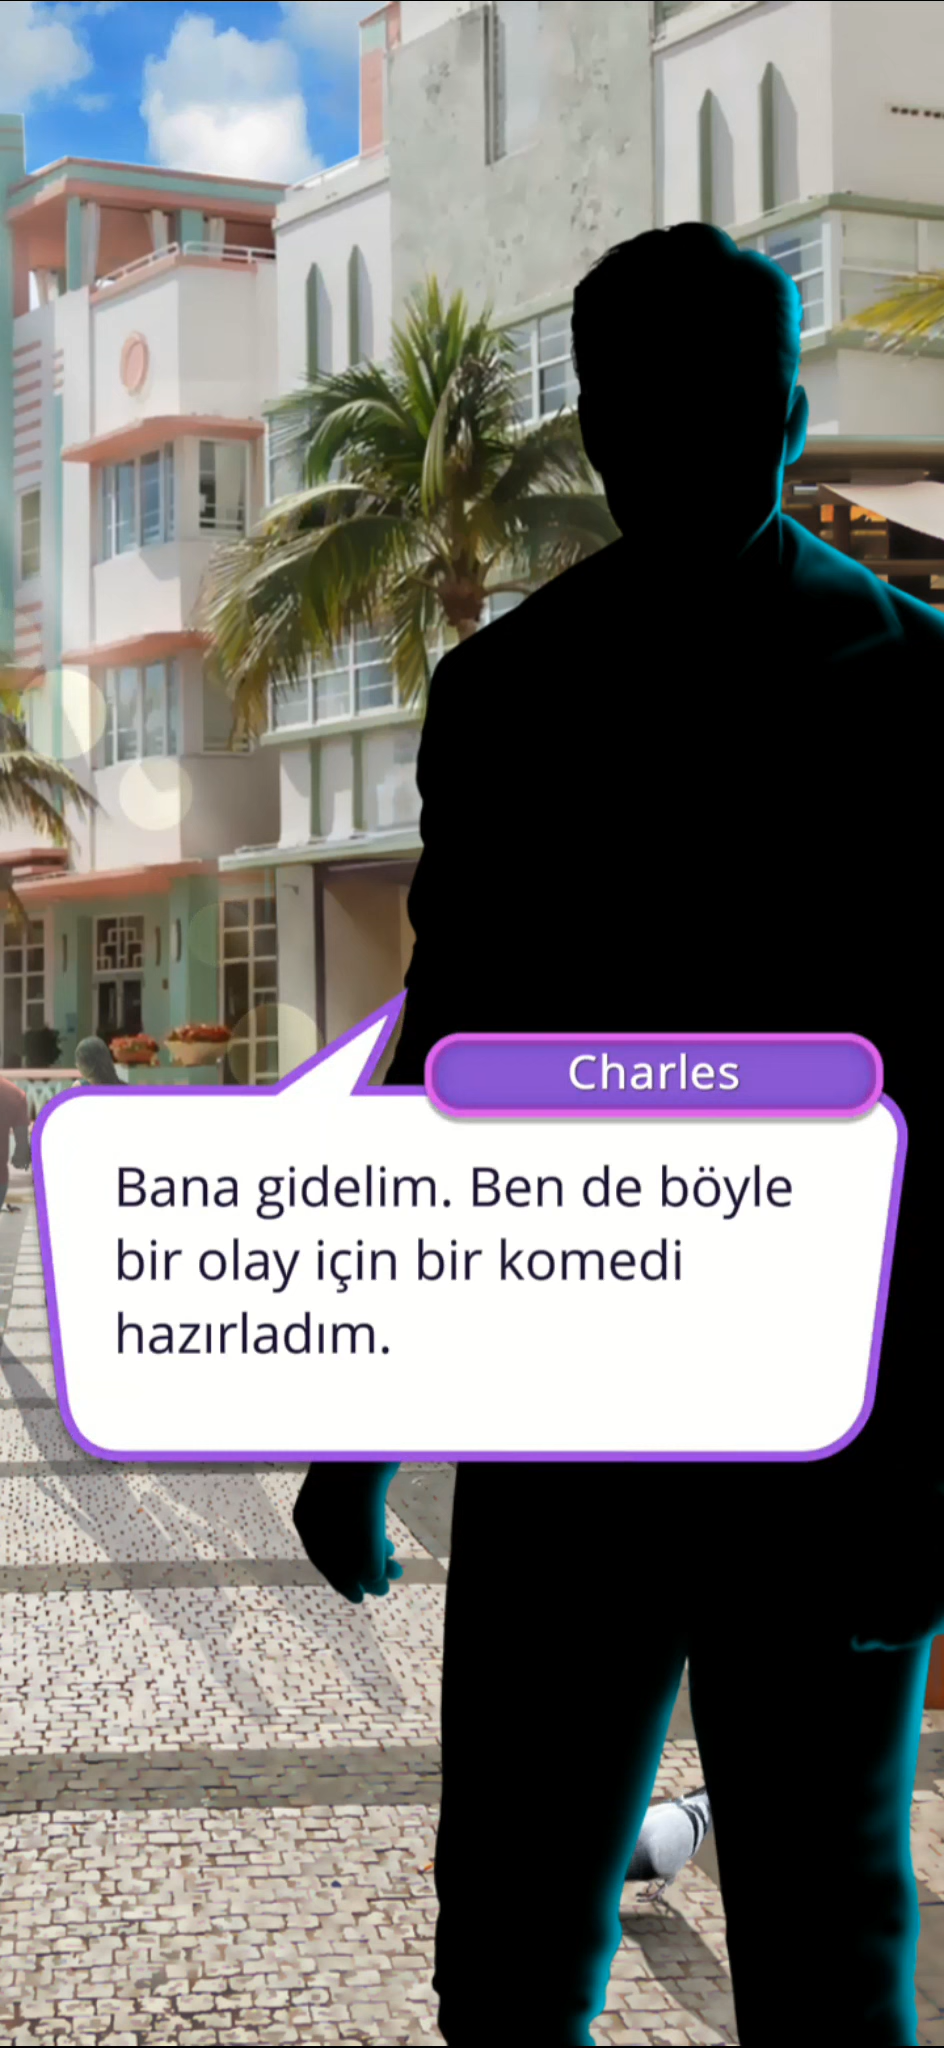 Charles
Bana gidelim. Ben de böyle
bir olay için bir komedi
hazırladım.